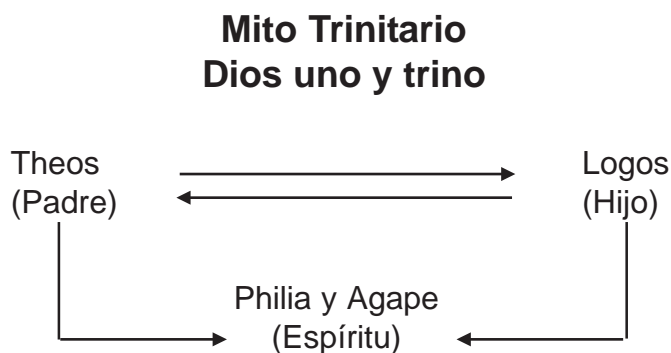 Mito Trinitario
Dios uno y trino
Theos
(Padre)
Logos
(Hijo)
Philia y Agape
(Espíritu)